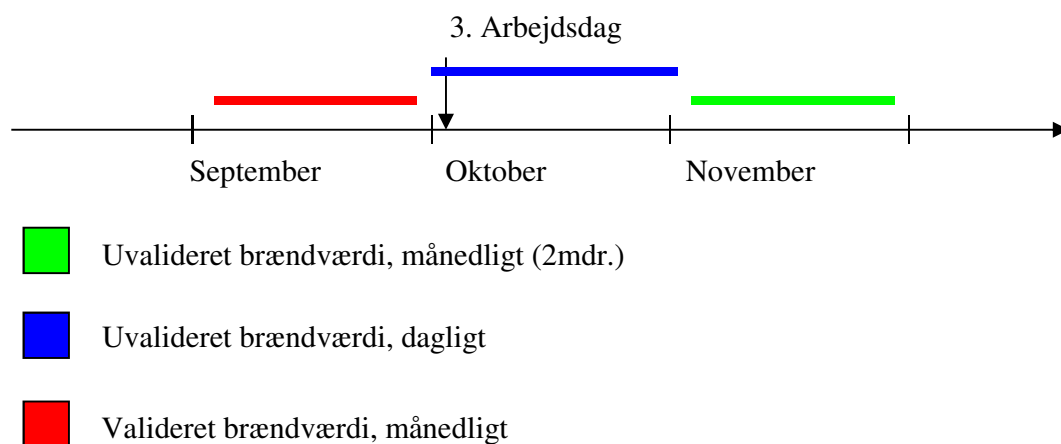 3. Arbejdsdag
September Oktober November
Uvalideret brændværdi, månedligt (2mdr.)
Uvalideret brændværdi, dagligt
Valideret brændværdi, månedligt